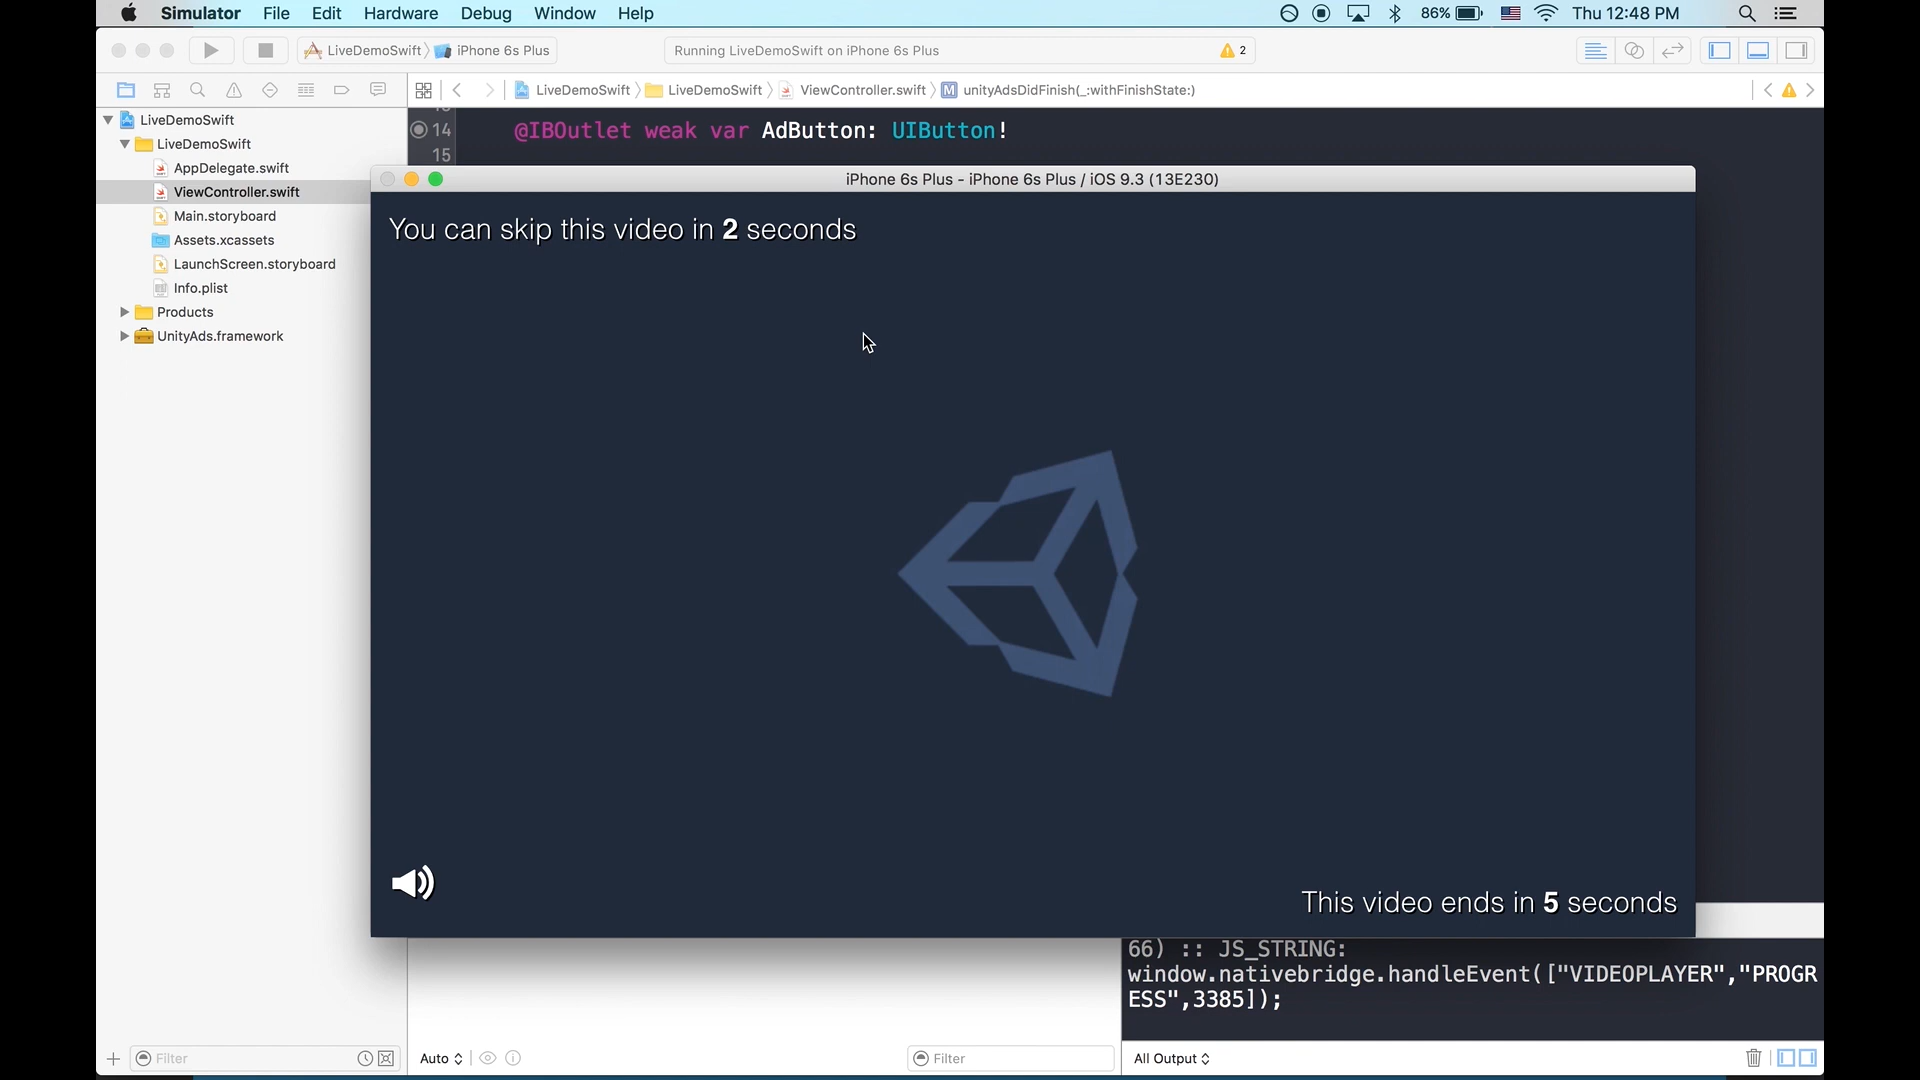 Simulator File Edit Hardware Debug Window Help 86% Thu 12:48 PM
LiveDemoSwift iPhone 6s Plus Running LiveDemoSwift on iPhone 6s Plus 2
LiveDemoSwift LiveDemoSwift ViewController.swift M unityAdsDidFinish(_:withFinishState:)
LiveDemoSwift
LiveDemoSwift
AppDelegate.swift
ViewController.swift
Main.storyboard
Assets.xcassets
LaunchScreen.storyboard
Info.plist
Products
UnityAds.framework
14 @IBOutlet weak var AdButton: UIButton!
15
iPhone 6s Plus - iPhone 6s Plus / iOS 9.3 (13E230)
You can skip this video in 2 seconds
This video ends in 5 seconds
66) :: JS_STRING:
window.nativebridge.handleEvent(["VIDEOPLAYER","PROGR
ESS",3385]);
Filter Auto Filter All Output